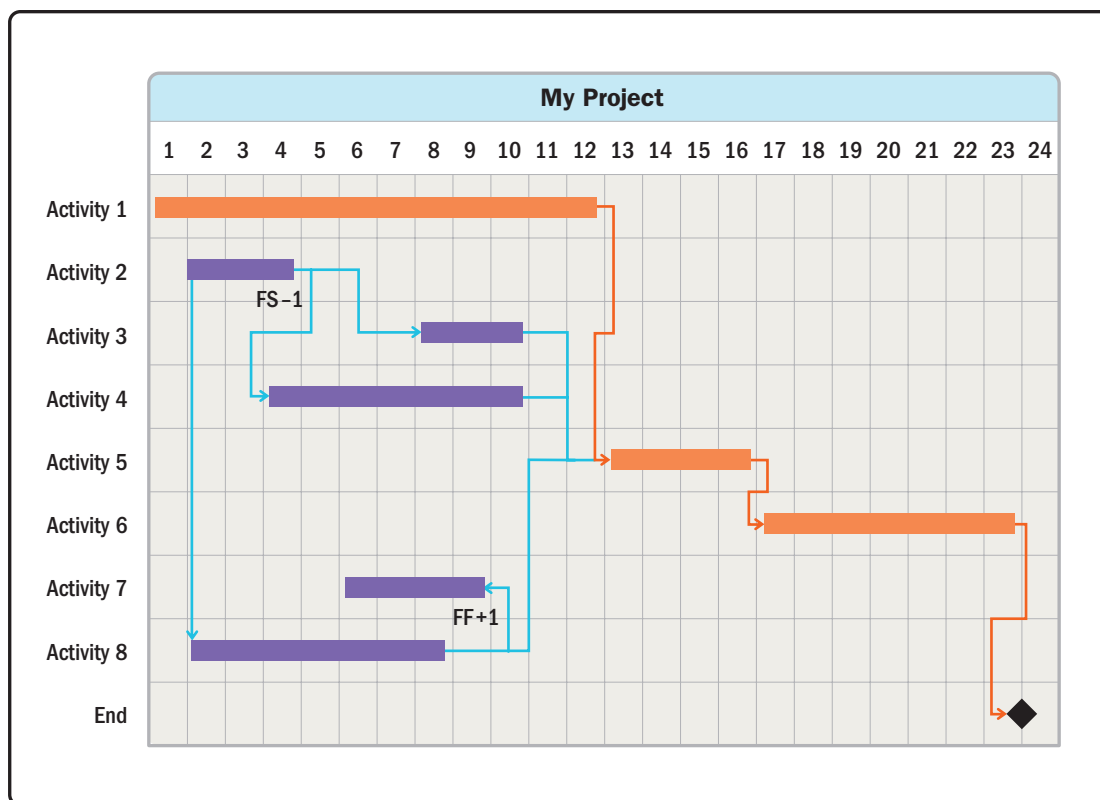 My Project
1 2 3 4 5 6 7 8 9 10 11 12 13 14 15 16 17 18 19 20 21 22 23 24
Activity 1
Activity 2
FS–1
Activity 3
Activity 4
Activity 5
Activity 6
Activity 7
FF+1
Activity 8
End